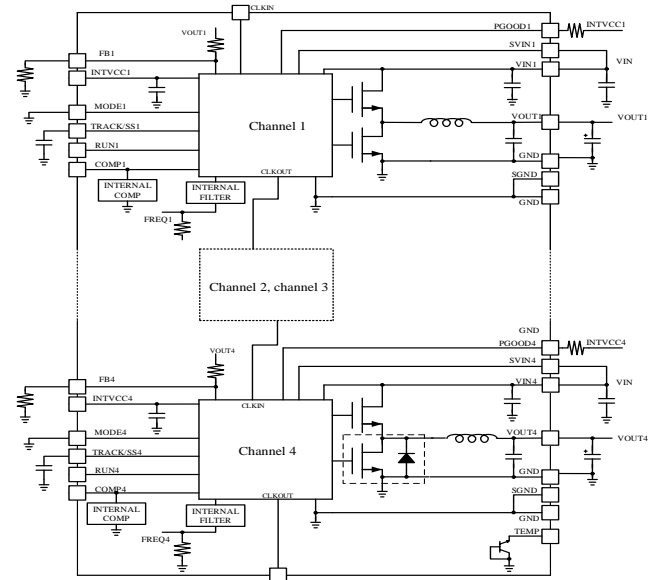 CLKIN
PGOOD1
INTVCC1
VOUT1
SVIN1
FB1
VIN1
VIN
INTVCC1
MODE1
Channel 1
VOUT1
VOUT1
TRACK/SS1
RUN1
GND
COMP1
CLKOUT
SGND
INTERNAL
COMP
INTERNAL
FILTER
GND
FREQ1
Channel 2, channel 3
GND
PGOOD4
INTVCC4
VOUT4
SVIN4
FB4
VIN4
VIN
INTVCC4
CLKIN
MODE4
Channel 4
VOUT4
VOUT4
TRACK/SS4
RUN4
GND
COMP4
CLKOUT
SGND
INTERNAL
COMP
INTERNAL
FILTER
GND
FREQ4
TEMP